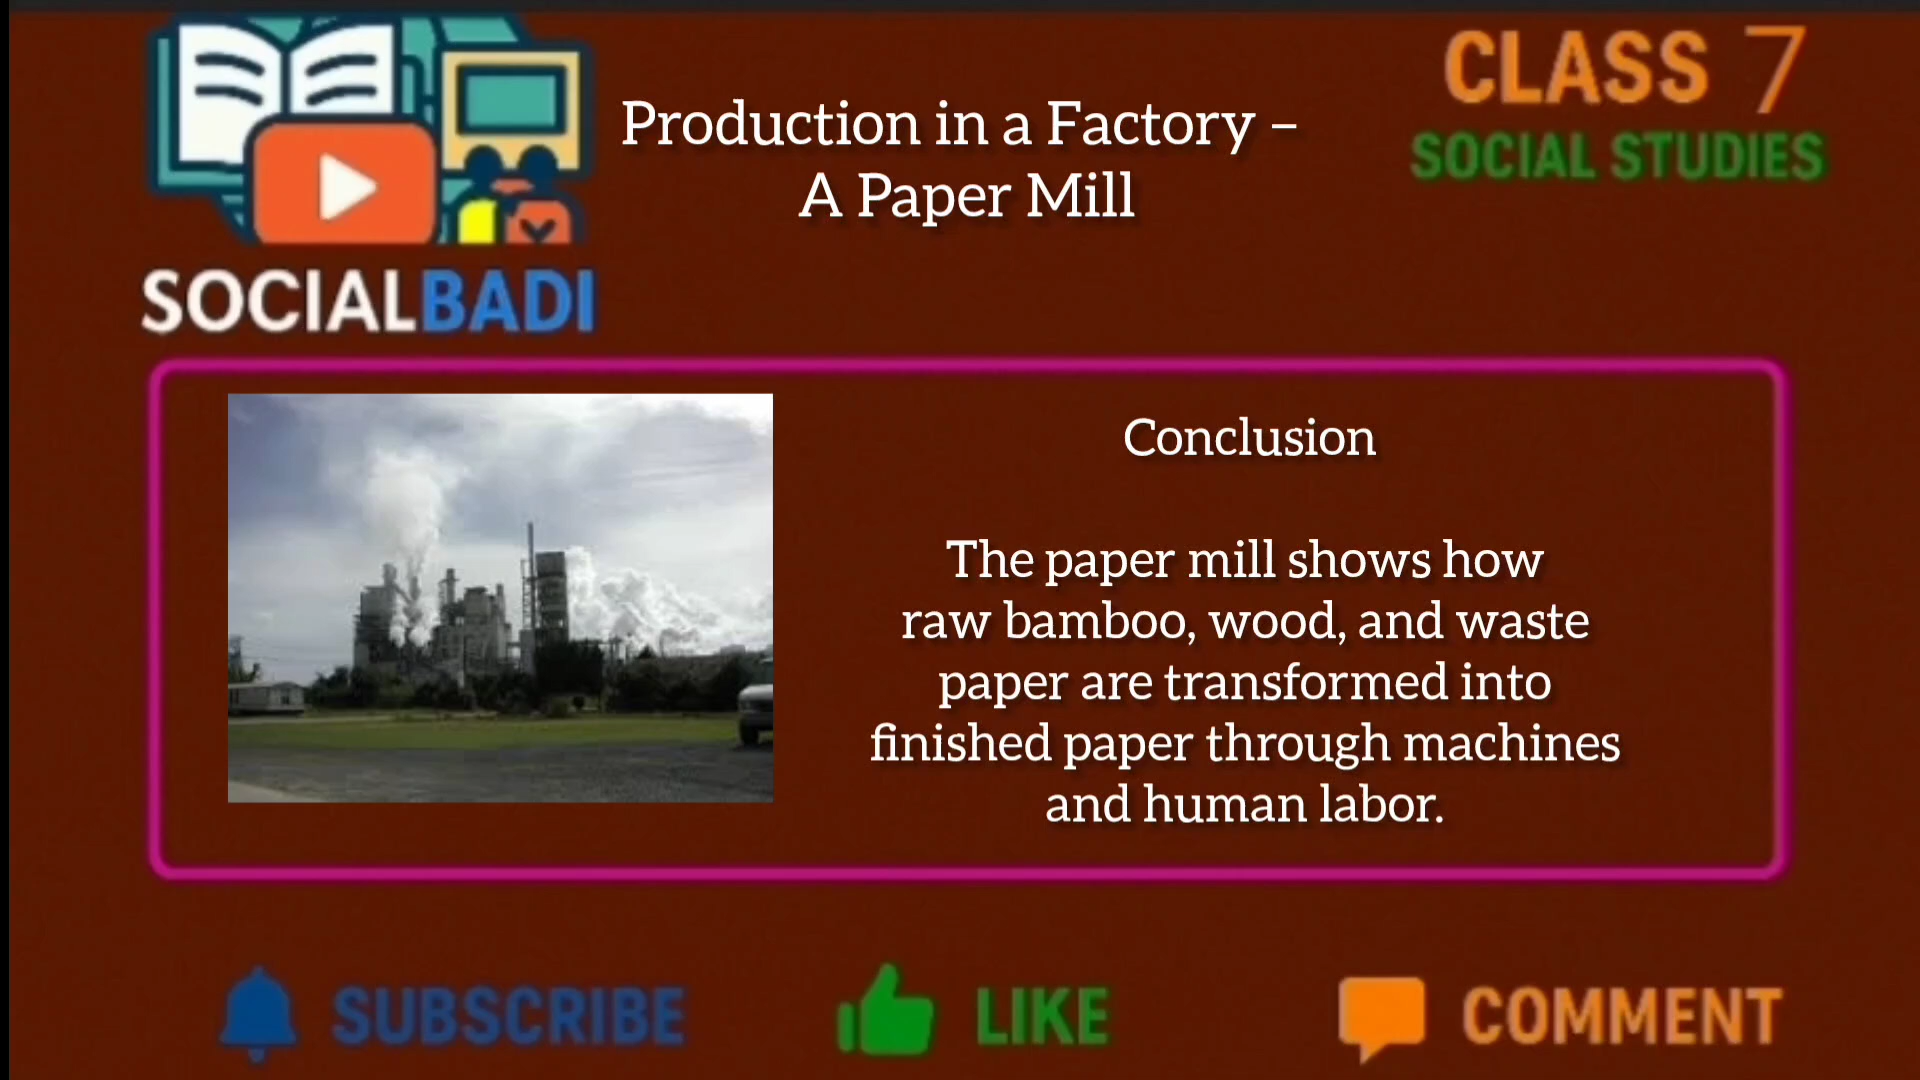 SOCIALBADI
Production in a Factory –
A Paper Mill
CLASS 7
SOCIAL STUDIES
Conclusion
The paper mill shows how
raw bamboo, wood, and waste
paper are transformed into
finished paper through machines
and human labor.
SUBSCRIBE
LIKE
COMMENT